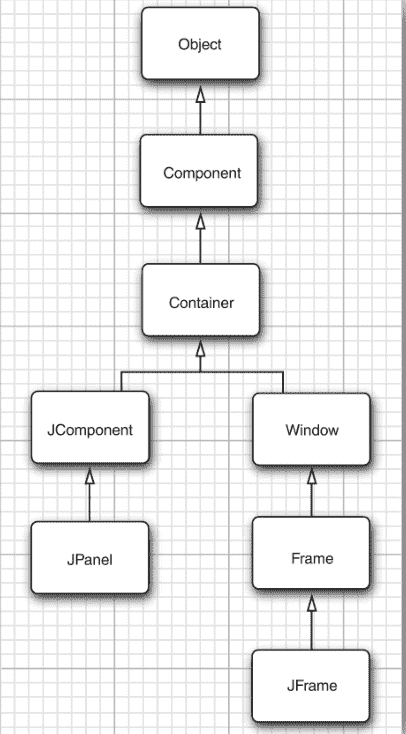 Object
Component
Container
JComponent
Window
JPanel
Frame
JFrame